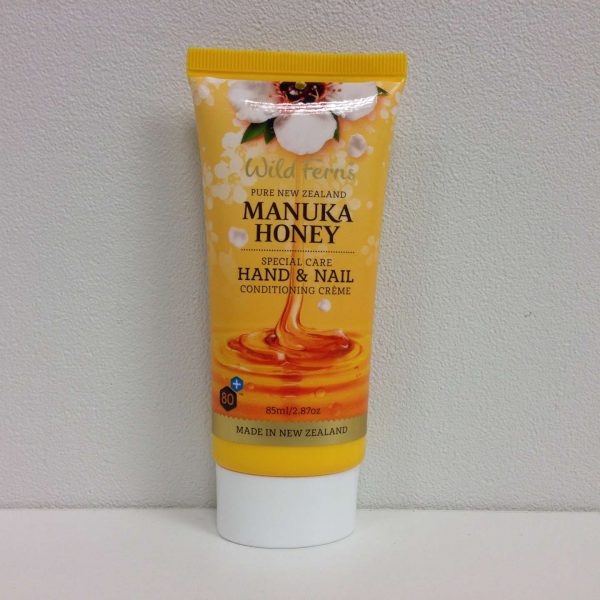 Wild Ferns
PURE NEW ZEALAND
MANUKA
HONEY
SPECIAL CARE
HAND & NAIL
CONDITIONING CRÈME
80+
85ml/2.87oz
MADE IN NEW ZEALAND